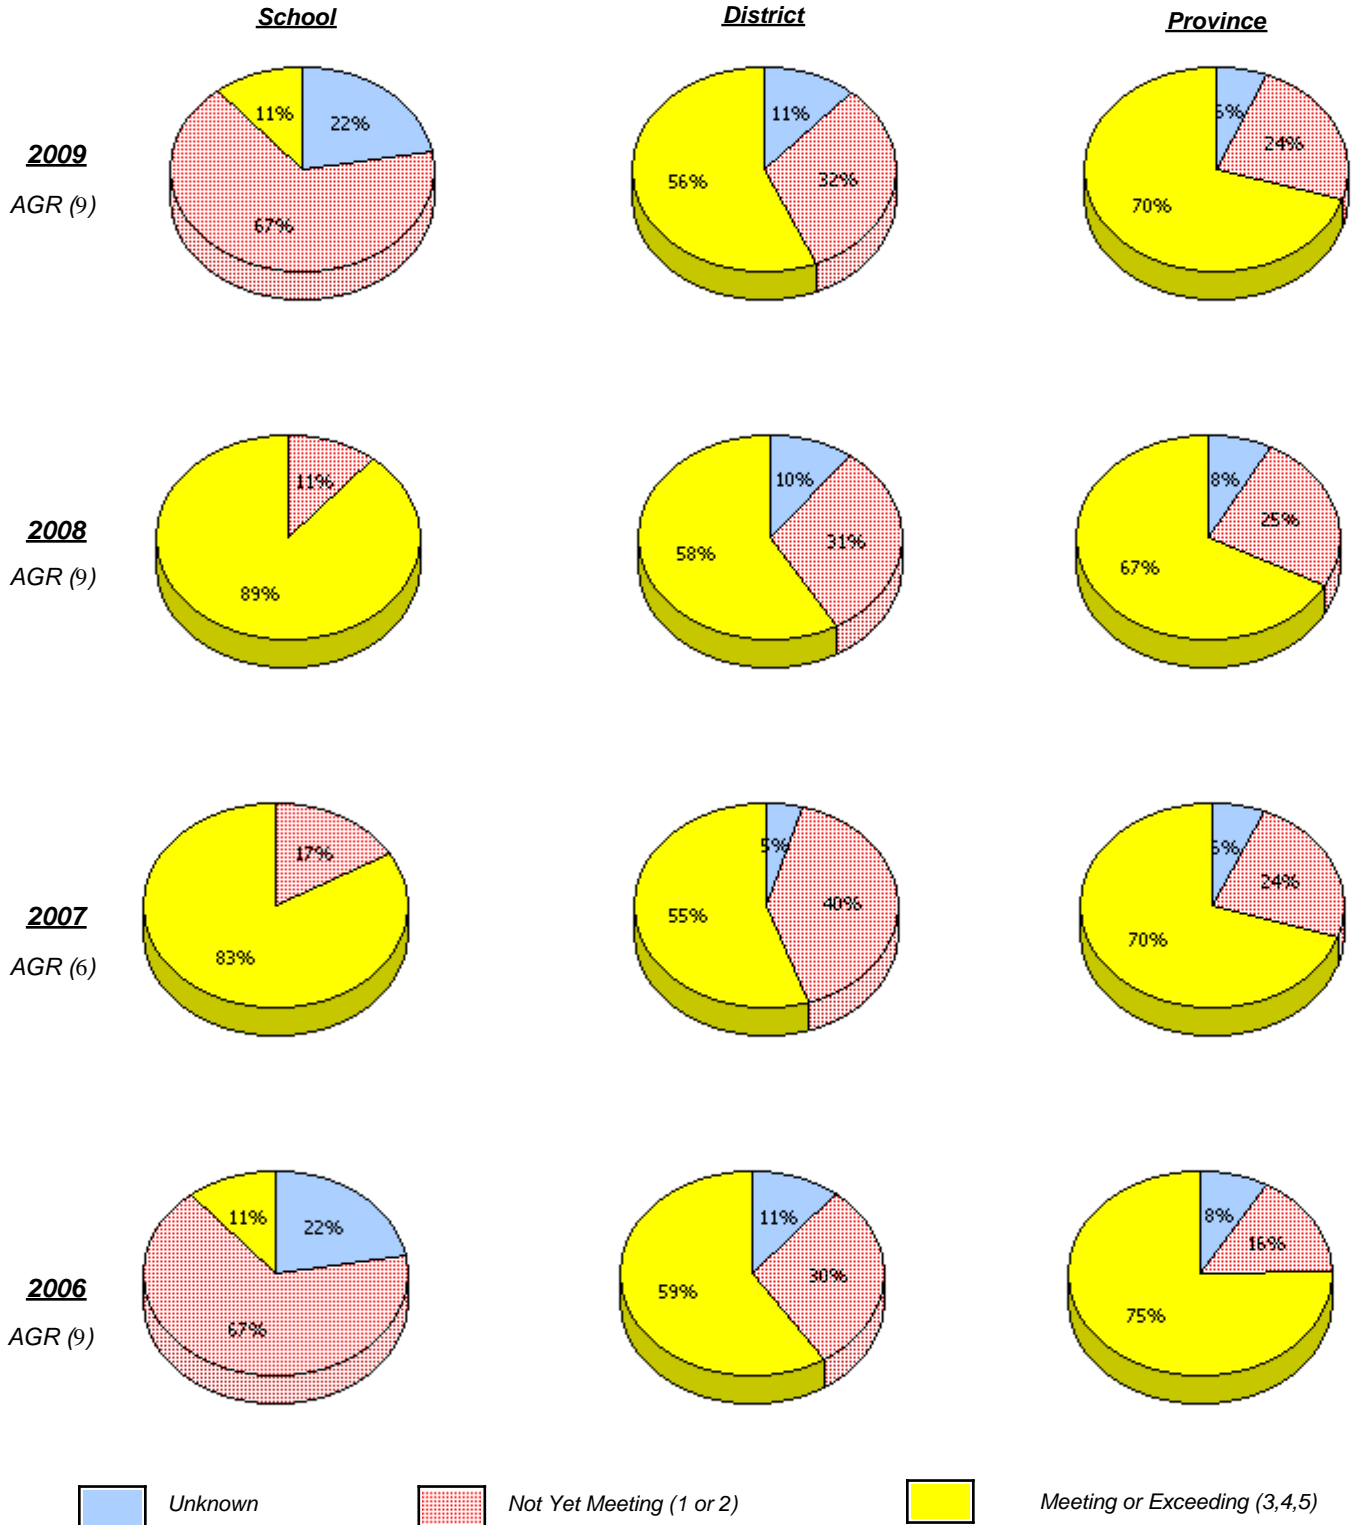 School District Province
11% 22% 11% 24%
2009 56% 32%
AGR (9) 70%
67%
10% 8%
11% 25%
2008 58% 31% 67%
AGR (9) 89%
17% 5% 24%
2007 55% 40% 70%
AGR (6) 83%
11% 22% 11% 8%
16%
2006 59% 30% 75%
AGR (9) 67%
Unknown Not Yet Meeting (1 or 2) Meeting or Exceeding (3,4,5)